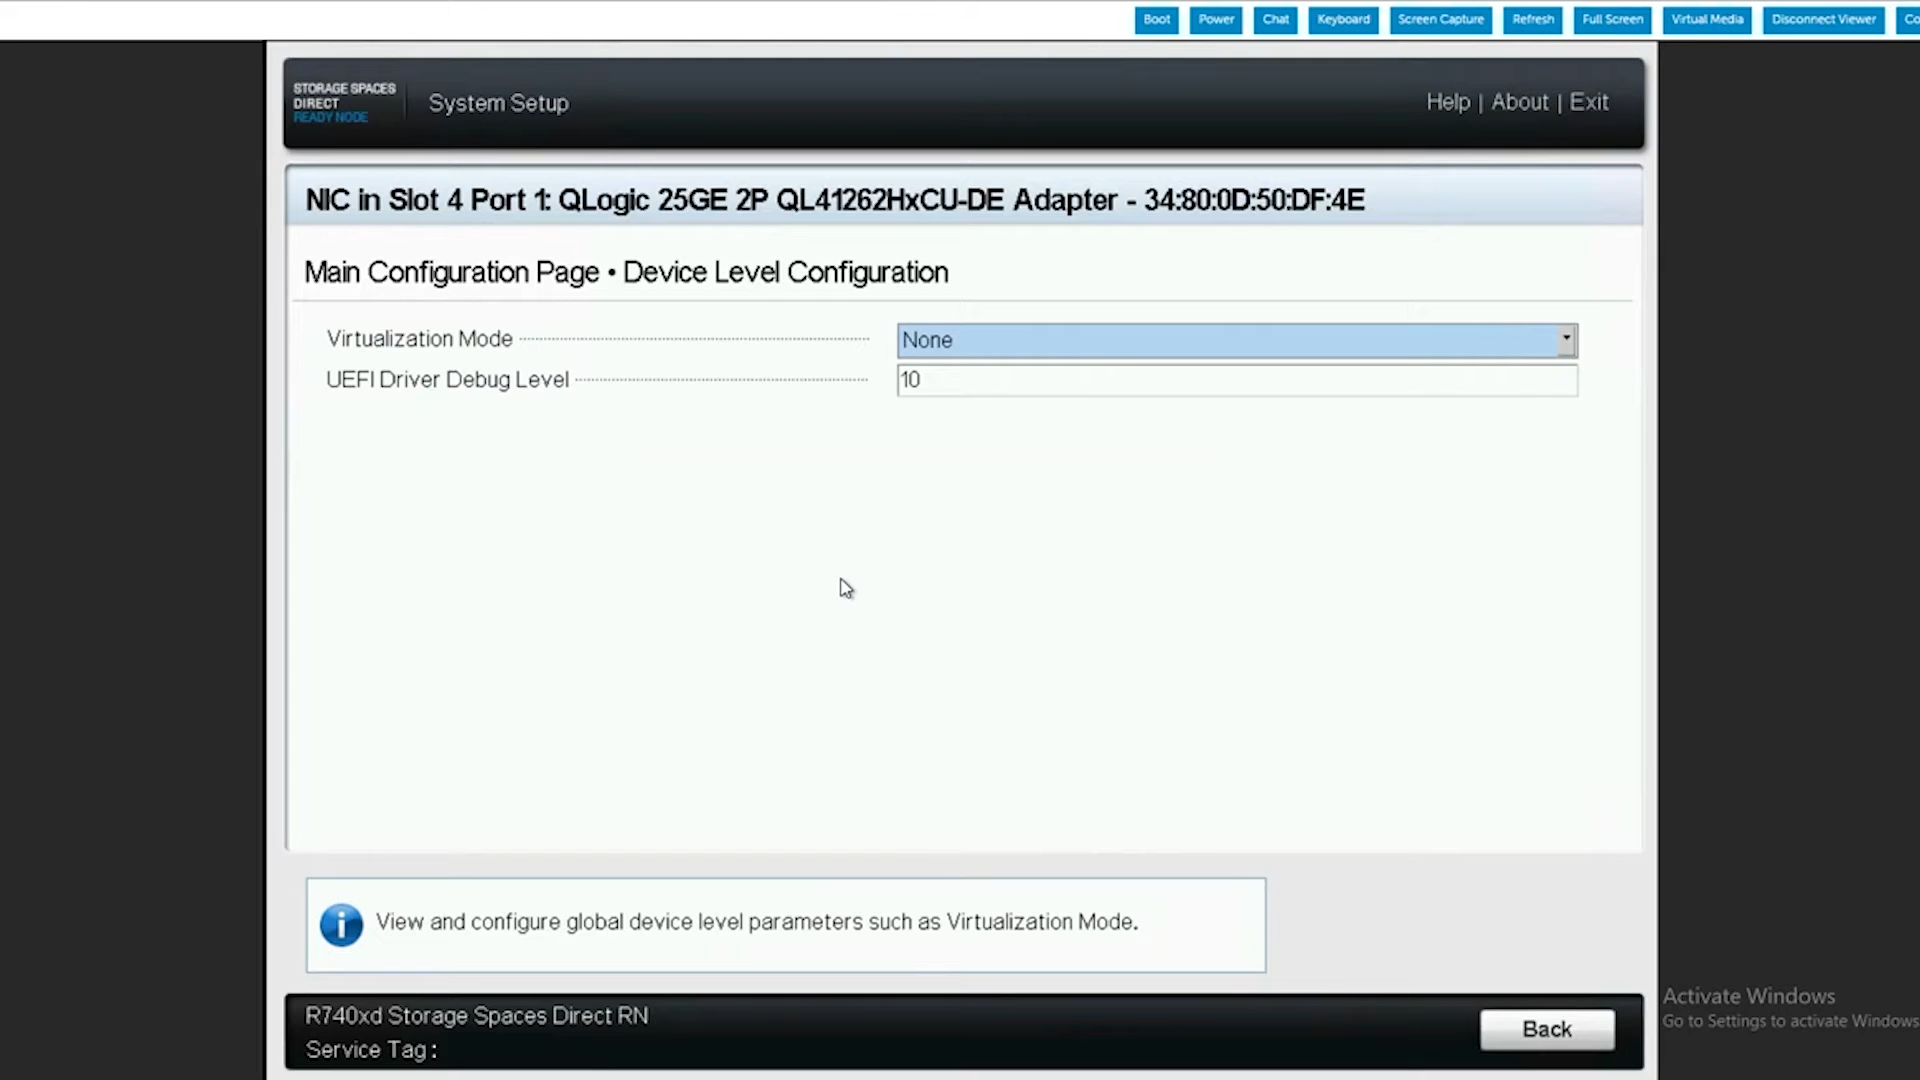 Boot Power Chat Keyboard Screen Capture Refresh Full Screen Virtual Media Disconnect Viewer Co
STORAGE SPACES
DIRECT
READY NODE
System Setup
Help | About | Exit
NIC in Slot 4 Port 1: QLogic 25GE 2P QL41262HxCU-DE Adapter - 34:80:0D:50:DF:4E
Main Configuration Page • Device Level Configuration
Virtualization Mode None
UEFI Driver Debug Level 10
View and configure global device level parameters such as Virtualization Mode.
R740xd Storage Spaces Direct RN
Service Tag :
Back
Activate Windows
Go to Settings to activate Windows